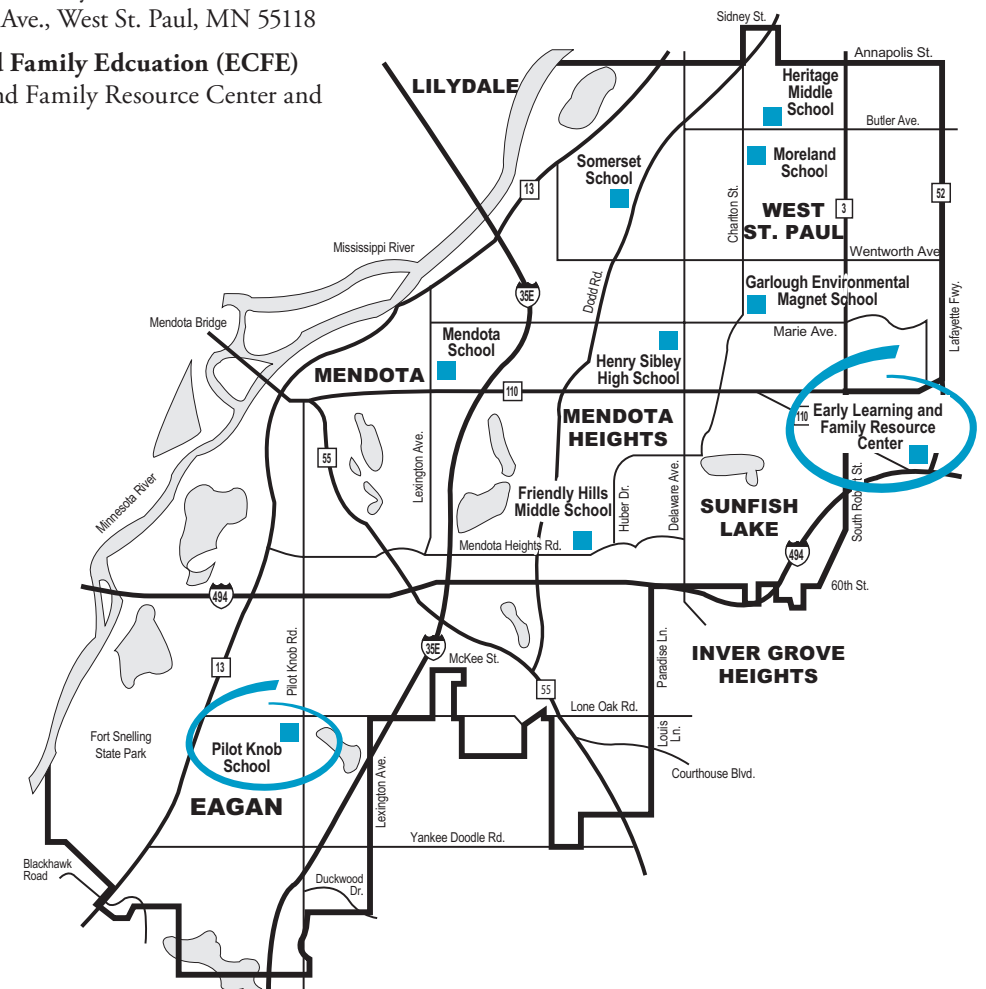 Ave., West St. Paul, MN 55118
Family Edcuation (ECFE)
nd Family Resource Center and
Sidney St.
Annapolis St.
LILYDALE
Heritage
Middle
School
Butler Ave.
Somerset
School
Moreland
School
13
52
Charlton St.
WEST
ST. PAUL
3
Mississippi River
Wentworth Ave
35E
Dodd Rd.
Garlough Environmental
Magnet School
Lafayette Fwy.
Mendota Bridge
Marie Ave.
Mendota
School
Henry Sibley
High School
MENDOTA
110
MENDOTA
HEIGHTS
110
Early Learning and
Family Resource
Center
55
Lexington Ave.
Minnesota River
Friendly Hills
Middle School
Huber Dr.
Delaware Ave.
SUNFISH
LAKE
South Robert St.
Mendota Heights Rd.
494
494
60th St.
35E
McKee St.
Pilot Knob Rd.
Paradise Ln.
INVER GROVE
HEIGHTS
13
55
Lone Oak Rd.
Louis
Ln.
Fort Snelling
State Park
Pilot Knob
School
Courthouse Blvd.
EAGAN
Lexington Ave.
Yankee Doodle Rd.
Blackhawk
Road
Duckwood
Dr.